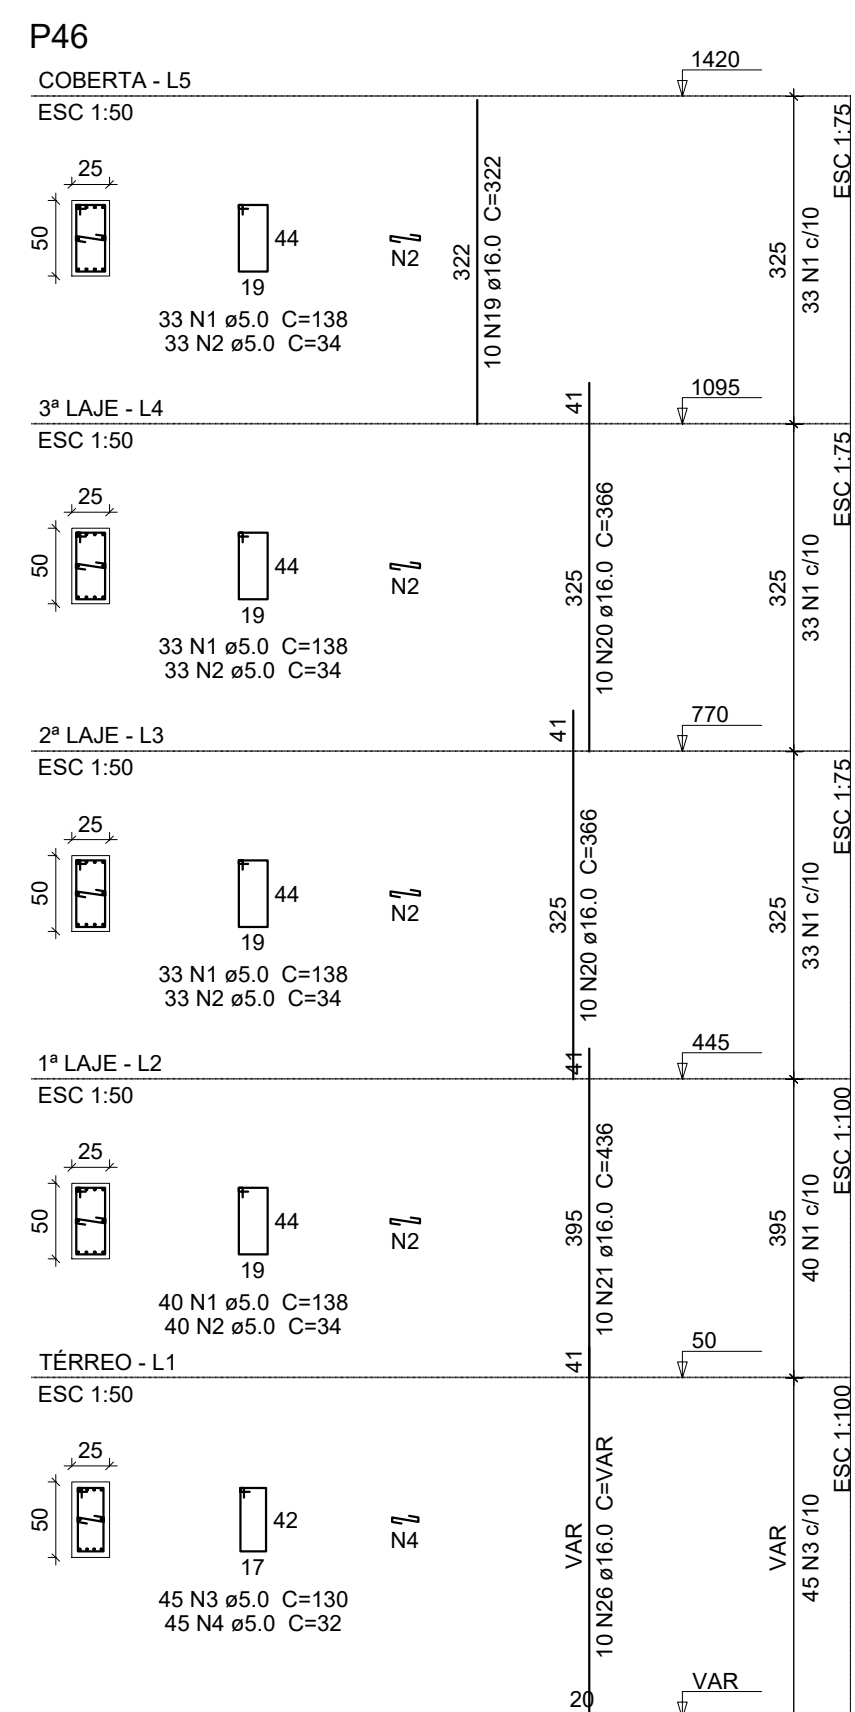 P46
COBERTA - L5
1420
ESC 1:50
ESC 1:75
25
50
44
19
N2
322
10 N19 ø16.0 C=322
325
33 N1 c/10
33 N1 ø5.0 C=138
33 N2 ø5.0 C=34
3ª LAJE - L4
41
1095
ESC 1:50
ESC 1:75
25
50
44
19
N2
325
10 N20 ø16.0 C=366
325
33 N1 c/10
33 N1 ø5.0 C=138
33 N2 ø5.0 C=34
2ª LAJE - L3
41
770
ESC 1:50
ESC 1:75
25
50
44
19
N2
325
10 N20 ø16.0 C=366
325
33 N1 c/10
33 N1 ø5.0 C=138
33 N2 ø5.0 C=34
1ª LAJE - L2
41
445
ESC 1:50
ESC 1:100
25
50
44
19
N2
395
10 N21 ø16.0 C=436
395
40 N1 c/10
40 N1 ø5.0 C=138
40 N2 ø5.0 C=34
TÉRREO - L1
41
50
ESC 1:50
ESC 1:100
25
50
42
17
N4
VAR
10 N26 ø16.0 C=VAR
VAR
45 N3 c/10
45 N3 ø5.0 C=130
45 N4 ø5.0 C=32
20
VAR